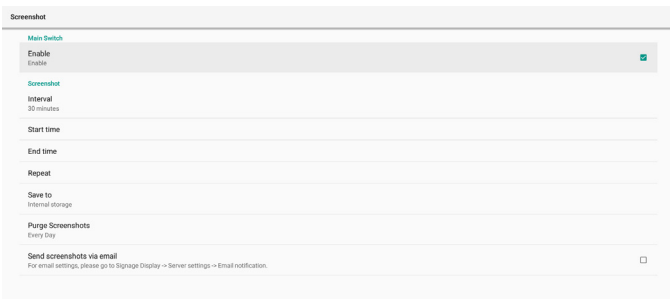 Screenshot
Main Switch
Enable
Enable
Screenshot
Interval
30 minutes
Start time
End time
Repeat
Save to
Internal storage
Purge Screenshots
Every Day
Send screenshots via email
For email settings, please go to Signage Display -> Server settings -> Email notification.